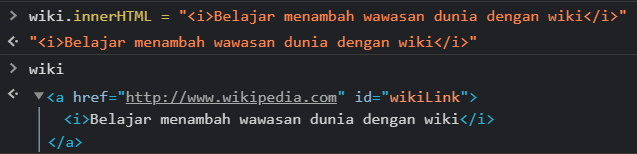 > wiki.innerHTML = "<i>Belajar menambah wawasan dunia dengan wiki</i>"
"<i>Belajar menambah wawasan dunia dengan wiki</i>"
> wiki
<a href="http://www.wikipedia.com" id="wikiLink">
<i>Belajar menambah wawasan dunia dengan wiki</i>
</a>